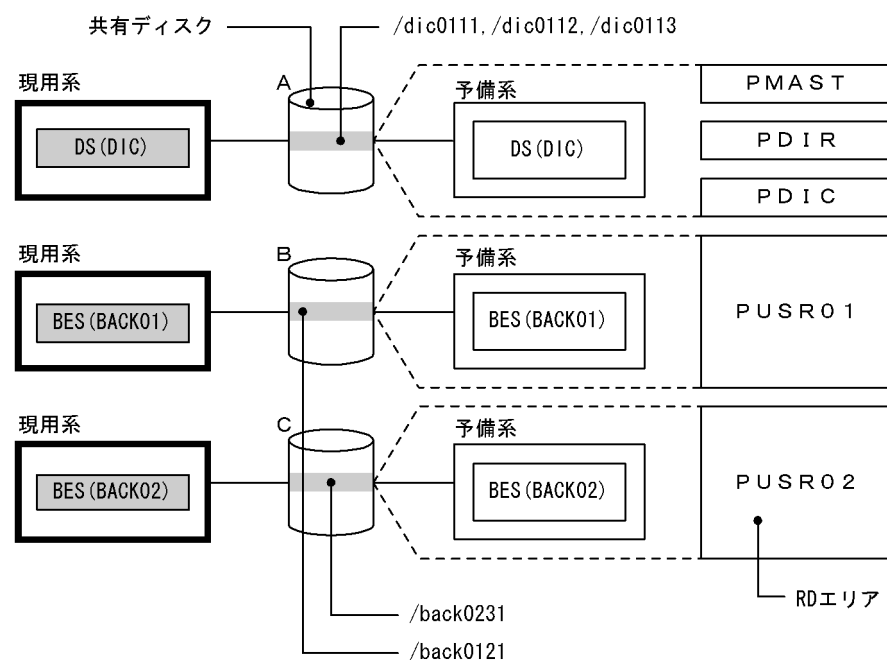 共有ディスク
/dic0111,/dic0112,/dic0113
現用系
A
予備系
PMAST
DS(DIC)
DS(DIC)
PDIR
PDIC
現用系
B
予備系
BES(BACK01)
BES(BACK01)
PUSR01
現用系
C
予備系
BES(BACK02)
BES(BACK02)
PUSR02
RDエリア
/back0231
/back0121